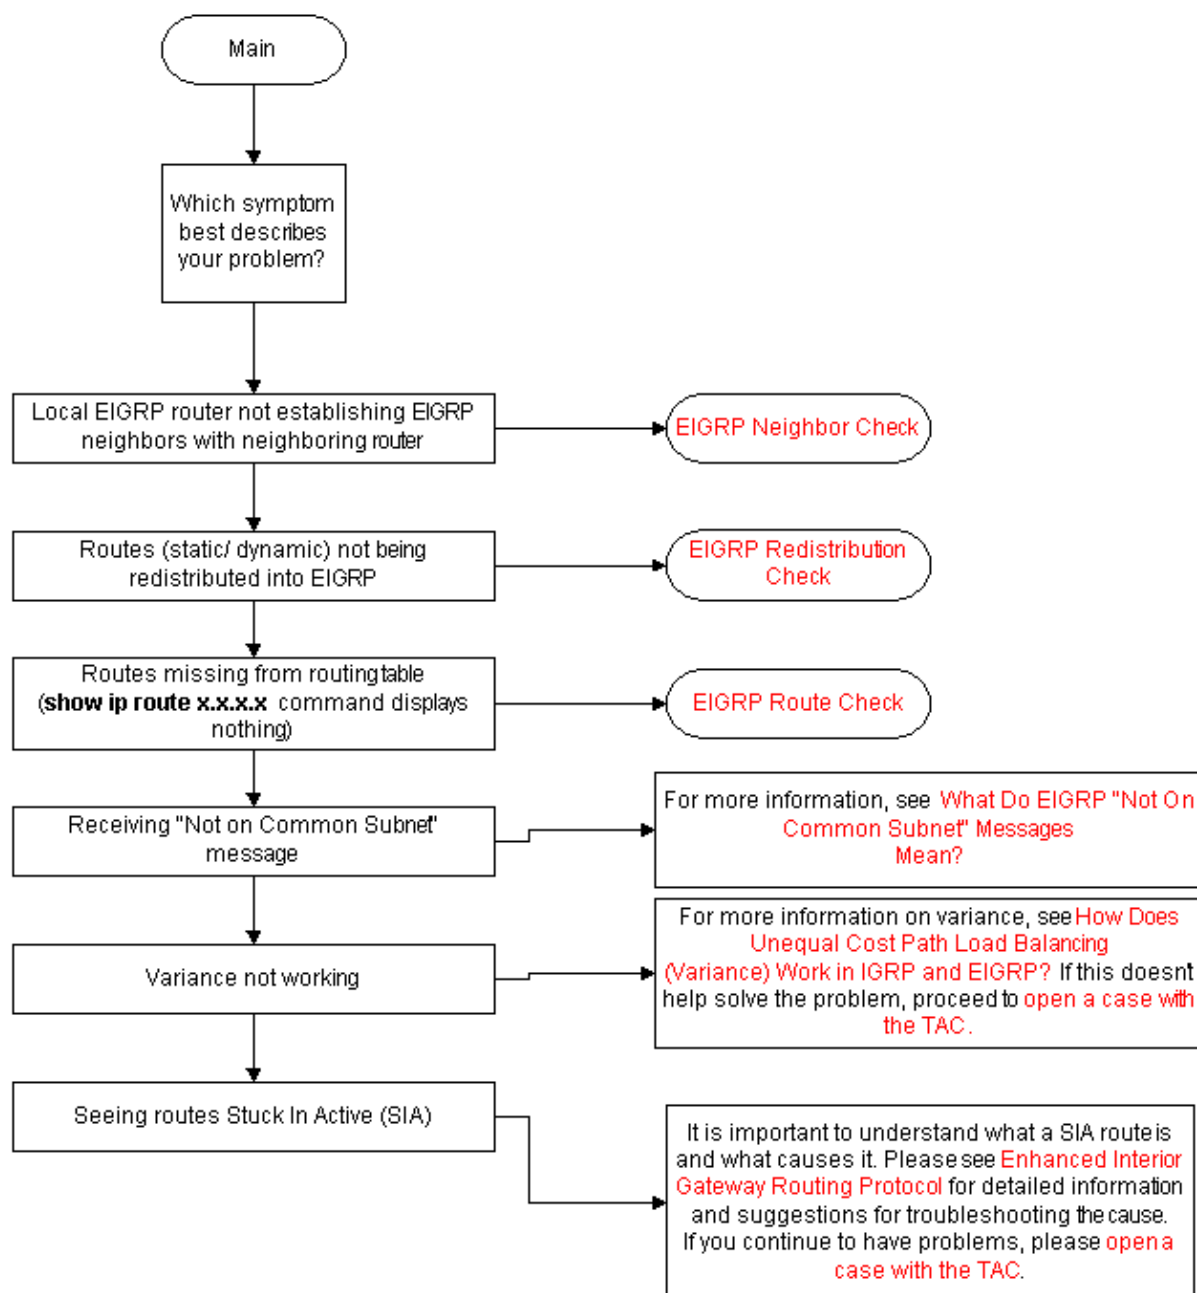 Main
Which symptom
best describes
your problem?
Local EIGRP router not establishing EIGRP
neighbors with neighboring router
EIGRP Neighbor Check
Routes (static/ dynamic) not being
redistributed into EIGRP
EIGRP Redistribution
Check
Routes missing from routing table
(show ip route x.x.x.x command displays
nothing)
EIGRP Route Check
Receiving "Not on Common Subnet"
message
For more information, see What Do EIGRP "Not On
Common Subnet" Messages
Mean?
Variance not working
For more information on variance, see How Does
Unequal Cost Path Load Balancing
(Variance) Work in IGRP and EIGRP? If this doesn't
help solve the problem, proceed to open a case with
the TAC.
Seeing routes Stuck In Active (SIA)
It is important to understand what a SIA route is
and what causes it. Please see Enhanced Interior
Gateway Routing Protocol for detailed information
and suggestions for troubleshooting the cause.
If you continue to have problems, please open a
case with the TAC.